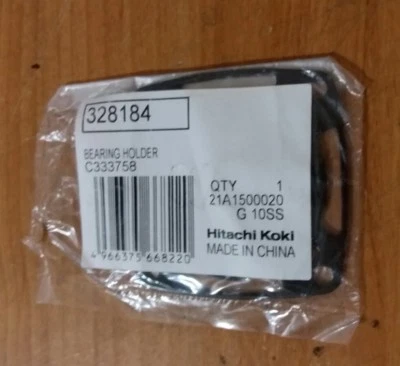 328184
BEARING HOLDER
C333758
QTY 1
21A1500020
G 10SS
Hitachi Koki
MADE IN CHINA
4 966375 668220